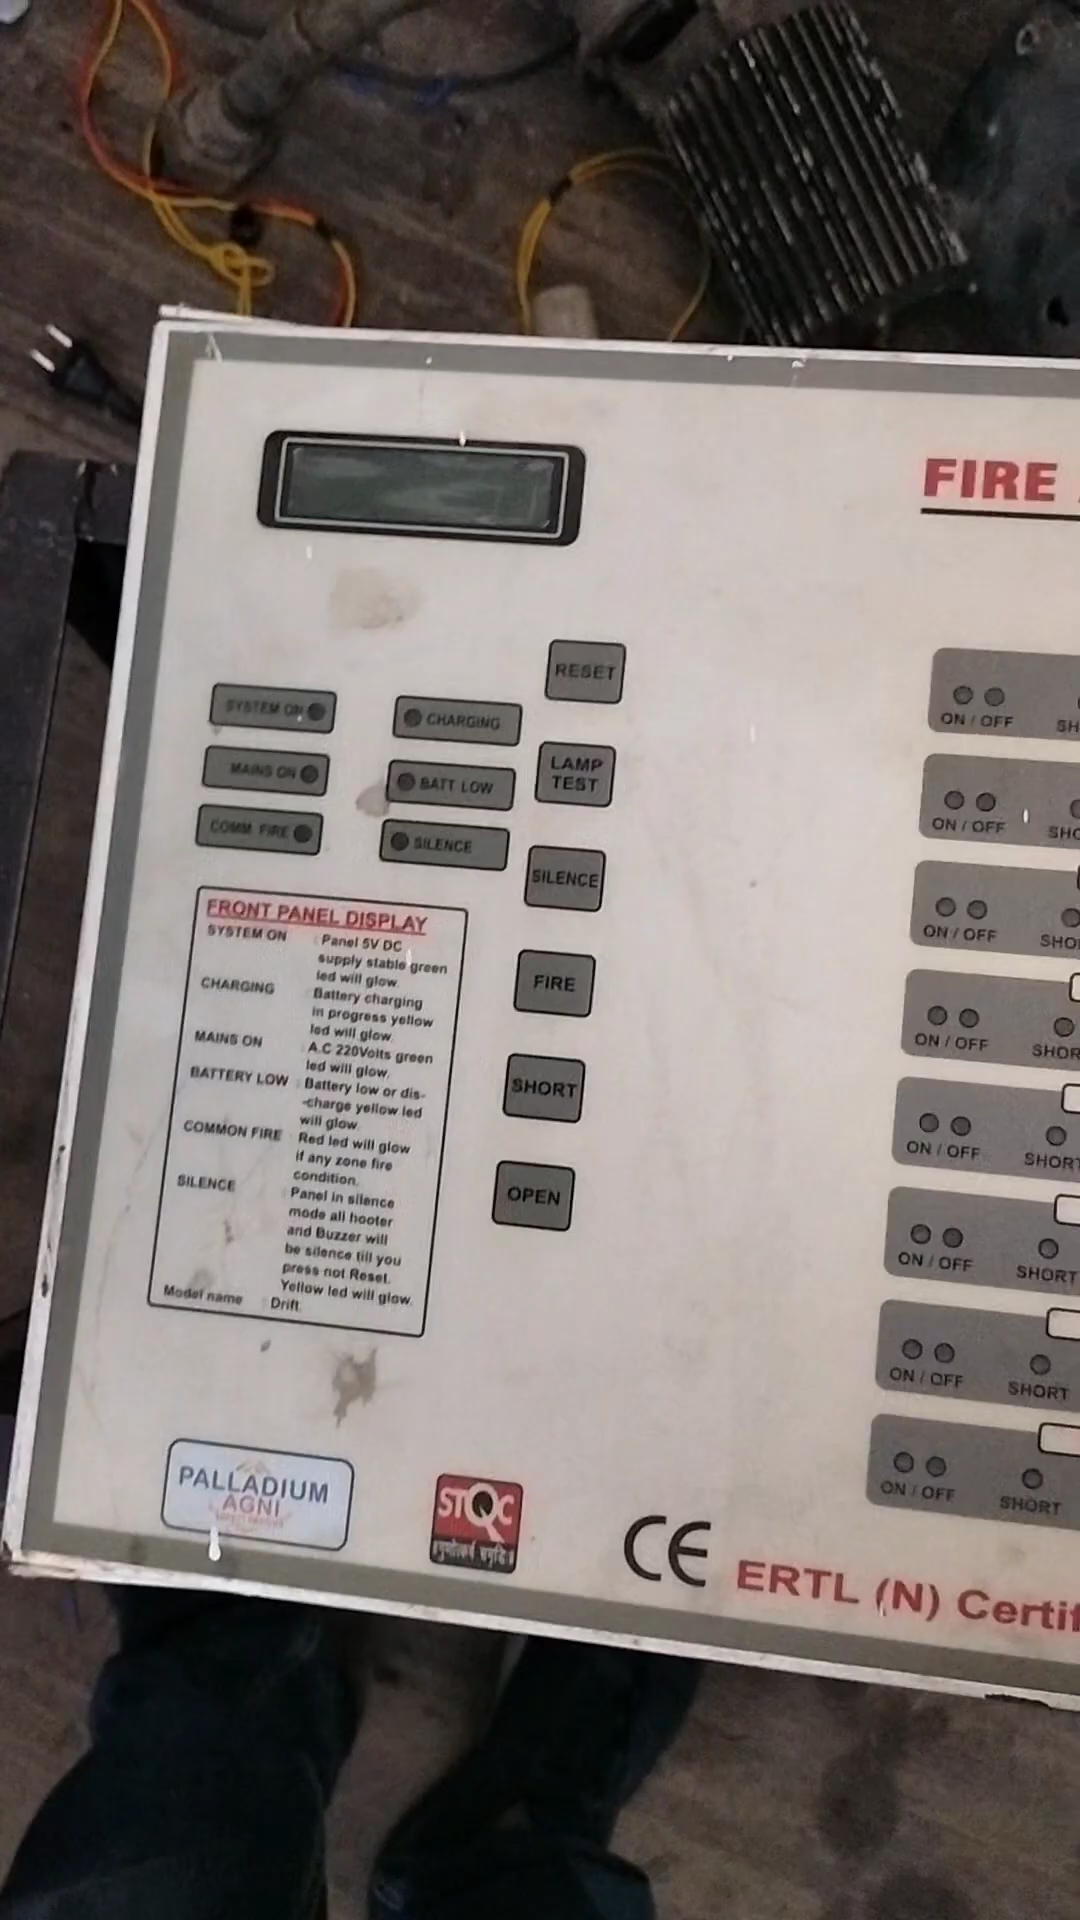 FIRE
RESET
SYSTEM ON
CHARGING
LAMP
TEST
MAINS ON
BATT LOW
COMM. FIRE
SILENCE
SILENCE
FIRE
SHORT
OPEN
FRONT PANEL DISPLAY
SYSTEM ON : Panel 5V DC
supply stable green
led will glow.
CHARGING : Battery charging
in progress yellow
led will glow.
MAINS ON : A.C 220Volts green
led will glow.
BATTERY LOW : Battery low or dis-
-charge yellow led
will glow.
COMMON FIRE : Red led will glow
if any zone fire
condition.
SILENCE : Panel in silence
mode all hooter
and Buzzer will
be silence till you
press not Reset.
Yellow led will glow.
Model name : Drift
ON / OFF SH
ON / OFF SHO
ON / OFF SHO
ON / OFF SHOR
ON / OFF SHORT
ON / OFF SHORT
ON / OFF SHORT
ON / OFF SHORT
PALLADIUM
AGNI
STQC
CE
ERTL (N) Certif